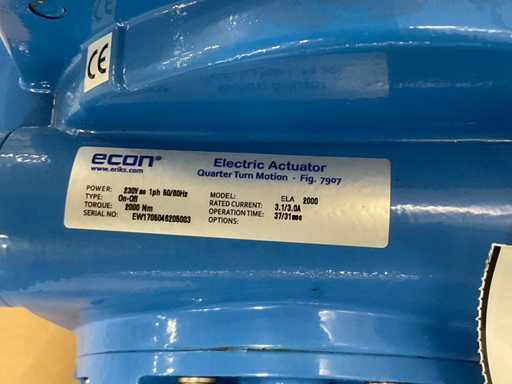 CE
econ®
www.eriks.com
Electric Actuator
Quarter Turn Motion - Fig. 7907
POWER: 230Vac 1ph 50/60Hz
TYPE: On-Off
TORQUE: 2000 Nm
SERIAL NO: EW1705046205003
MODEL: ELA 2000
RATED CURRENT: 3.1/3.0A
OPERATION TIME: 37/31sec
OPTIONS: